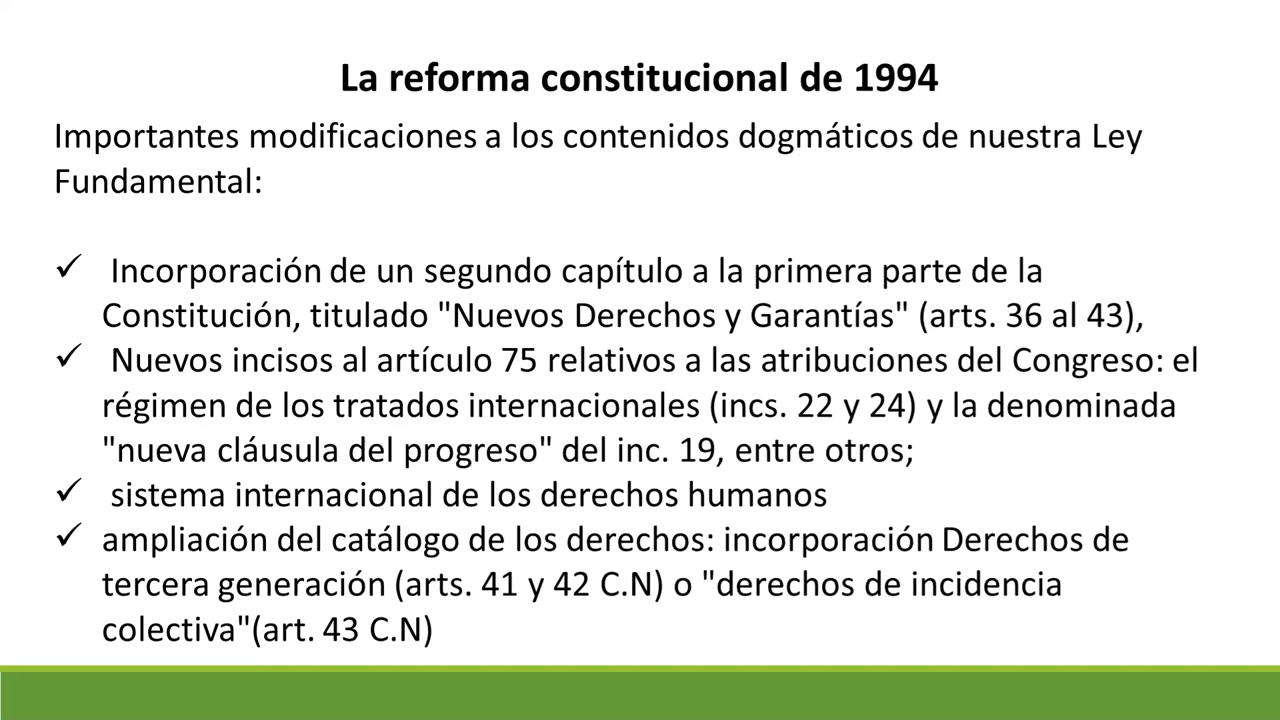 La reforma constitucional de 1994
Importantes modificaciones a los contenidos dogmáticos de nuestra Ley
Fundamental:
✓ Incorporación de un segundo capítulo a la primera parte de la
Constitución, titulado "Nuevos Derechos y Garantías" (arts. 36 al 43),
✓ Nuevos incisos al artículo 75 relativos a las atribuciones del Congreso: el
régimen de los tratados internacionales (incs. 22 y 24) y la denominada
"nueva cláusula del progreso" del inc. 19, entre otros;
✓ sistema internacional de los derechos humanos
✓ ampliación del catálogo de los derechos: incorporación Derechos de
tercera generación (arts. 41 y 42 C.N) o "derechos de incidencia
colectiva"(art. 43 C.N)